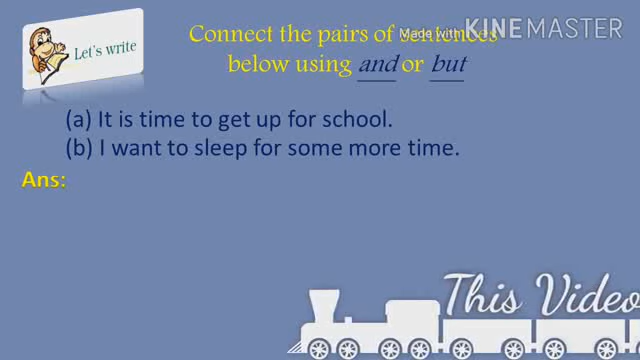 Let's write
Made with KINEMASTER
Connect the pairs of sentences
below using and or but
(a) It is time to get up for school.
(b) I want to sleep for some more time.
Ans:
This Video